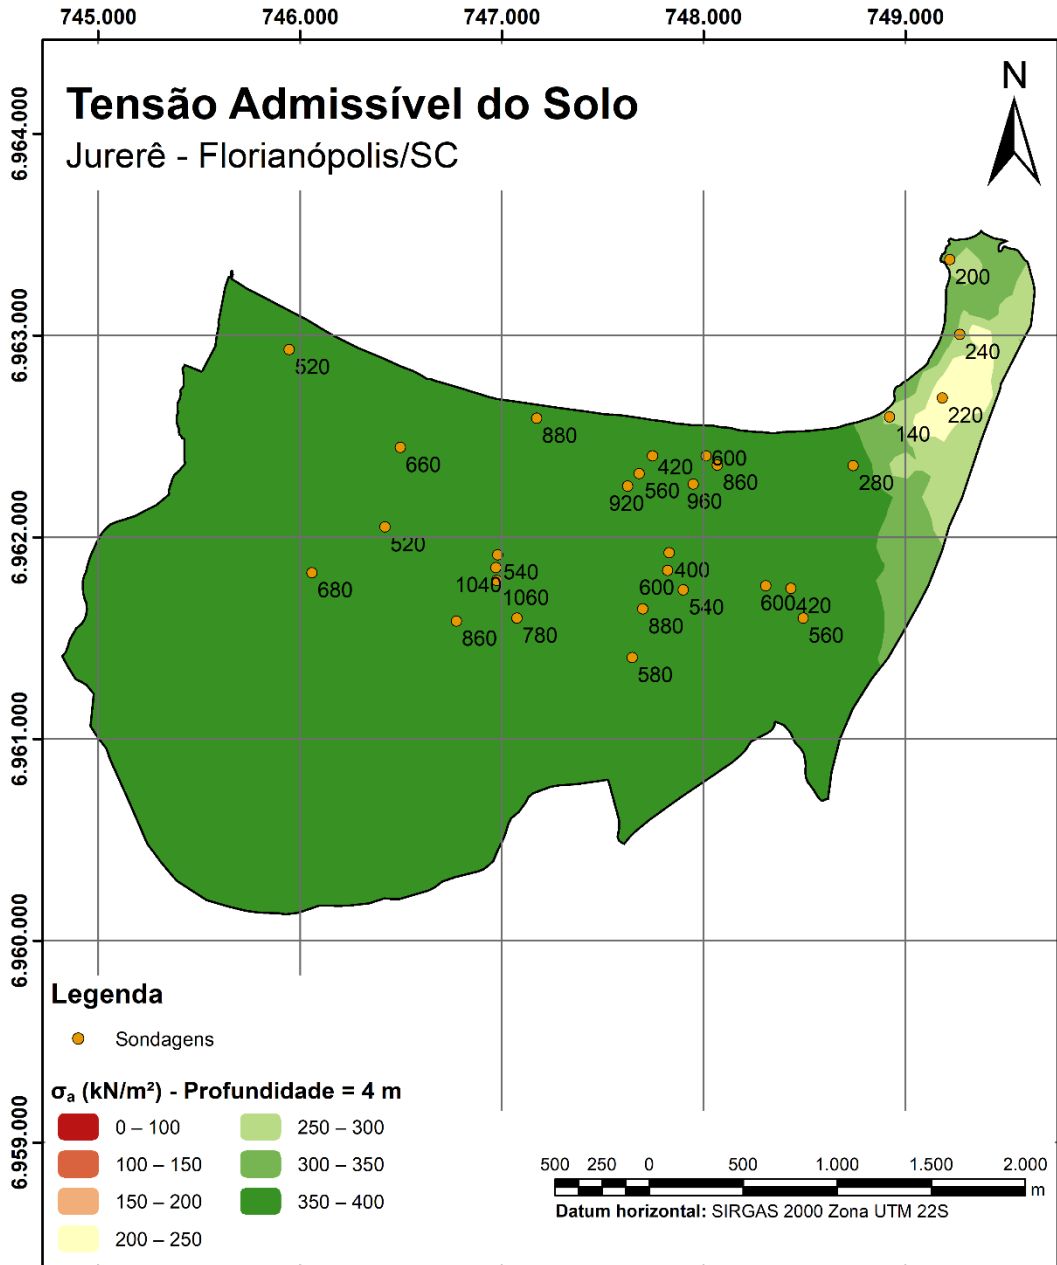 745.000 746.000 747.000 748.000 749.000
Tensão Admissível do Solo
Jurerê - Florianópolis/SC
N
6.964.000
6.963.000
6.962.000
6.961.000
6.960.000
6.959.000
200
240
520
220
140
880
660
420 600
560 860 280
920 960
520
540 400
1040 600
680 1060 540 600 420
860 780 880 560
580
Legenda
Sondagens
σa (kN/m²) - Profundidade = 4 m
0 – 100 250 – 300
100 – 150 300 – 350
150 – 200 350 – 400
200 – 250
500 250 0 500 1.000 1.500 2.000
m
Datum horizontal: SIRGAS 2000 Zona UTM 22S